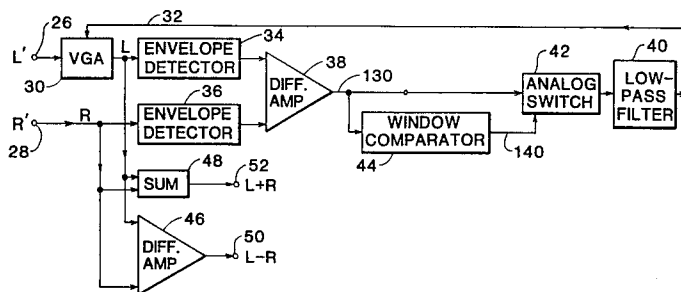 32
26
L'
VGA
30
L
ENVELOPE
DETECTOR
34
38
DIFF.
AMP
130
42
ANALOG
SWITCH
40
LOW-
PASS
FILTER
36
ENVELOPE
DETECTOR
R'
28
R
WINDOW
COMPARATOR
44
140
48
SUM
52
L+R
46
DIFF.
AMP
50
L–R